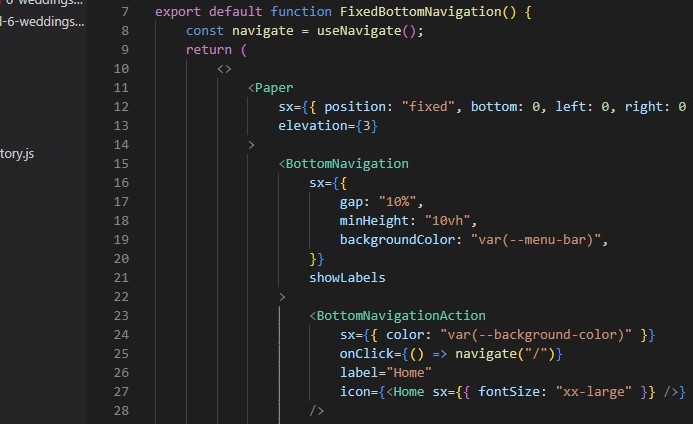 -6-weddings...
l-6-weddings...
tory.js
7 export default function FixedBottomNavigation() {
8 const navigate = useNavigate();
9 return (
10 <>
11 <Paper
12 sx={{ position: "fixed", bottom: 0, left: 0, right: 0
13 elevation={3}
14 >
15 <BottomNavigation
16 sx={{
17 gap: "10%",
18 minHeight: "10vh",
19 backgroundColor: "var(--menu-bar)",
20 }}
21 showLabels
22 >
23 <BottomNavigationAction
24 sx={{ color: "var(--background-color)" }}
25 onClick={() => navigate("/")}
26 label="Home"
27 icon={<Home sx={{ fontSize: "xx-large" }} />}
28 />